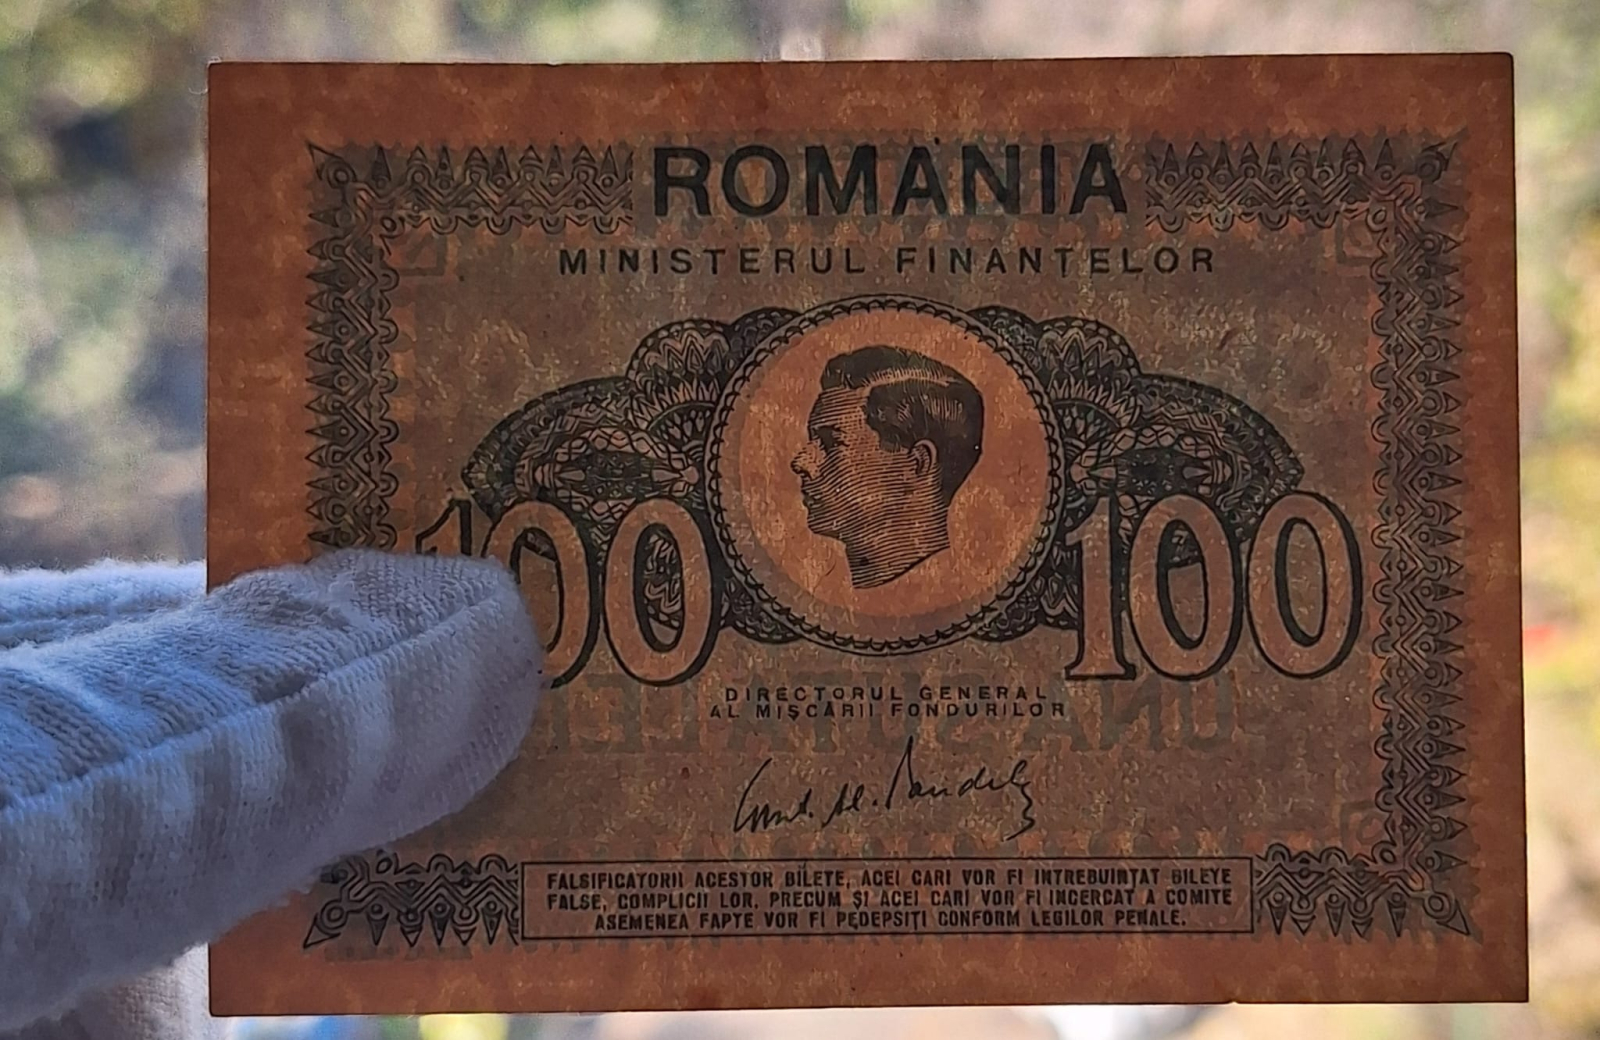 ROMANIA
MINISTERUL FINANȚELOR
100 100
DIRECTORUL GENERAL
AL MIȘCĂRII FONDURILOR
FALSIFICATORII ACESTOR BILETE, ACEI CARI VOR FI INTREBUINȚAT BILETE
FALSE, COMPLICII LOR, PRECUM ȘI ACEI CARI VOR FI INCERCAT A COMITE
ASEMENEA FAPTE VOR FI PEDEPSIȚI CONFORM LEGILOR PENALE.